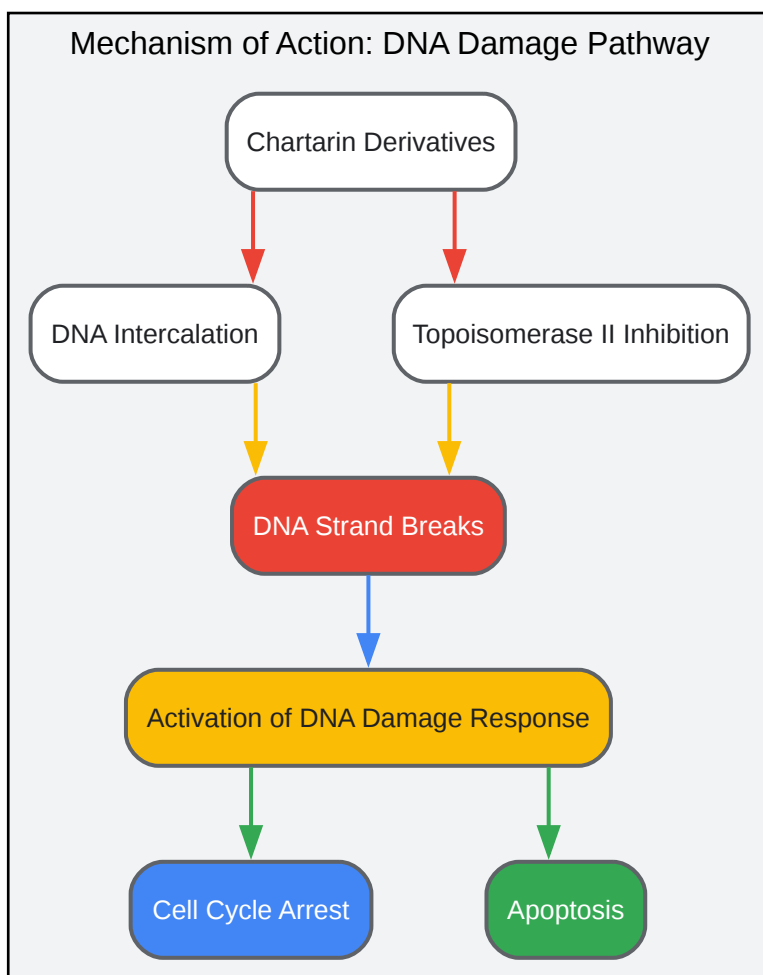 Mechanism of Action: DNA Damage Pathway
Chartarin Derivatives
DNA Intercalation
Topoisomerase II Inhibition
DNA Strand Breaks
Activation of DNA Damage Response
Cell Cycle Arrest
Apoptosis